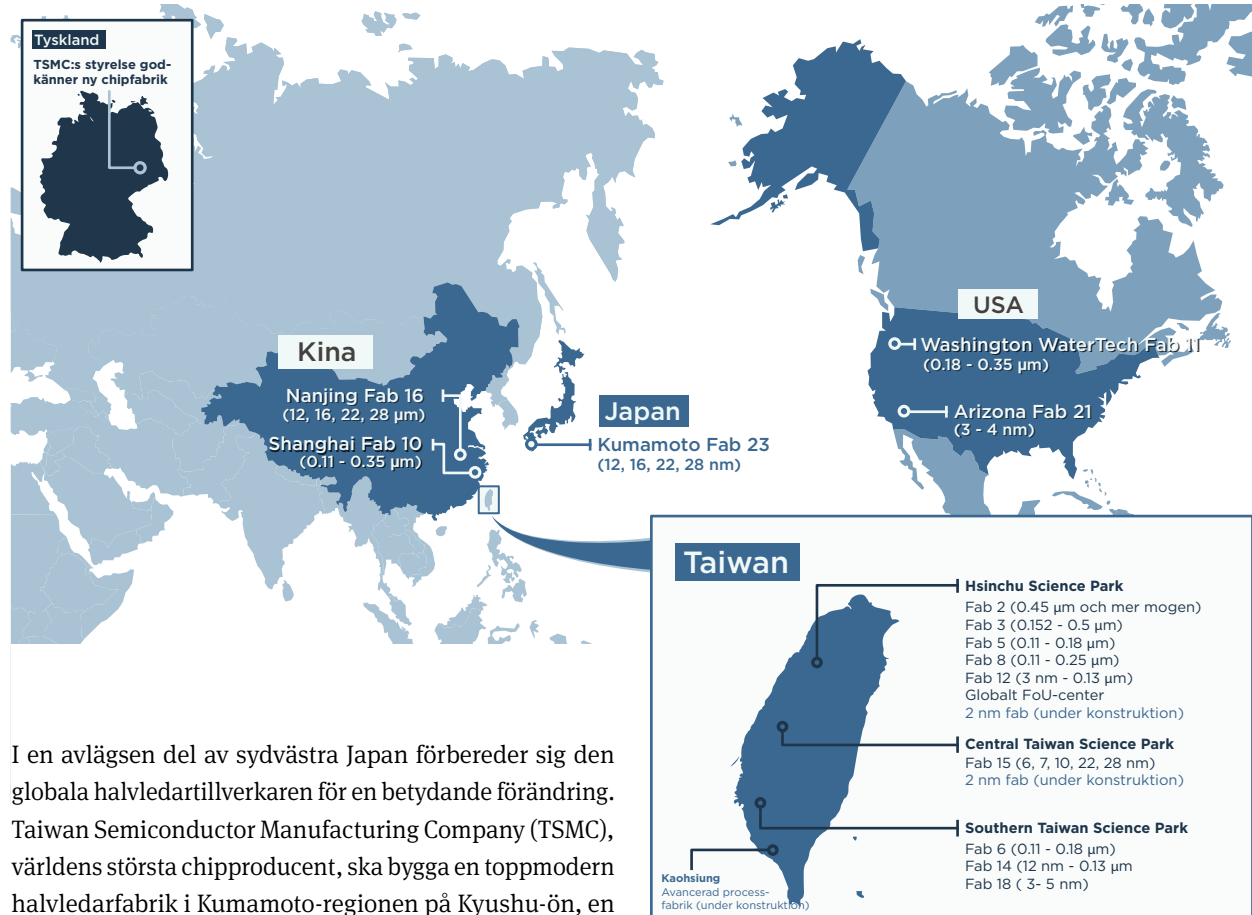 Tyskland
TSMC:s styrelse god-
känner ny chipfabrik
Kina
Nanjing Fab 16
(12, 16, 22, 28 µm)
Shanghai Fab 10
(0.11 - 0.35 µm)
Japan
Kumamoto Fab 23
(12, 16, 22, 28 nm)
USA
Washington WaterTech Fab 11
(0.18 - 0.35 µm)
Arizona Fab 21
(3 - 4 nm)
Taiwan
Hsinchu Science Park
Fab 2 (0.45 µm och mer mogen)
Fab 3 (0.152 - 0.5 µm)
Fab 5 (0.11 - 0.18 µm)
Fab 8 (0.11 - 0.25 µm)
Fab 12 (3 nm - 0.13 µm)
Globalt FoU-center
2 nm fab (under konstruktion)
Central Taiwan Science Park
Fab 15 (6, 7, 10, 22, 28 nm)
2 nm fab (under konstruktion)
Southern Taiwan Science Park
Fab 6 (0.11 - 0.18 µm)
Fab 14 (12 nm - 0.13 µm
Fab 18 ( 3- 5 nm)
Kaohsiung
Avancerad process-
fabrik (under konstruktion)
I en avlägsen del av sydvästra Japan förbereder sig den
globala halvledartillverkaren för en betydande förändring.
Taiwan Semiconductor Manufacturing Company (TSMC),
världens största chipproducent, ska bygga en toppmodern
halvledarfabrik i Kumamoto-regionen på Kyushu-ön, en